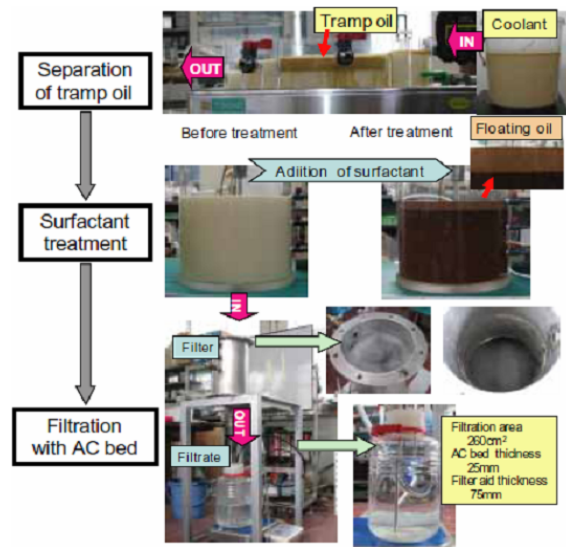 Tramp oil
Coolant
IN
OUT
Separation
of tramp oil
Before treatment
After treatment
Floating oil
Adiition of surfactant
Surfactant
treatment
IN
Filter
OUT
Filtrate
Filtration
with AC bed
Filtration area
260cm²
AC bed thickness
25mm
Filter aid thickness
75mm